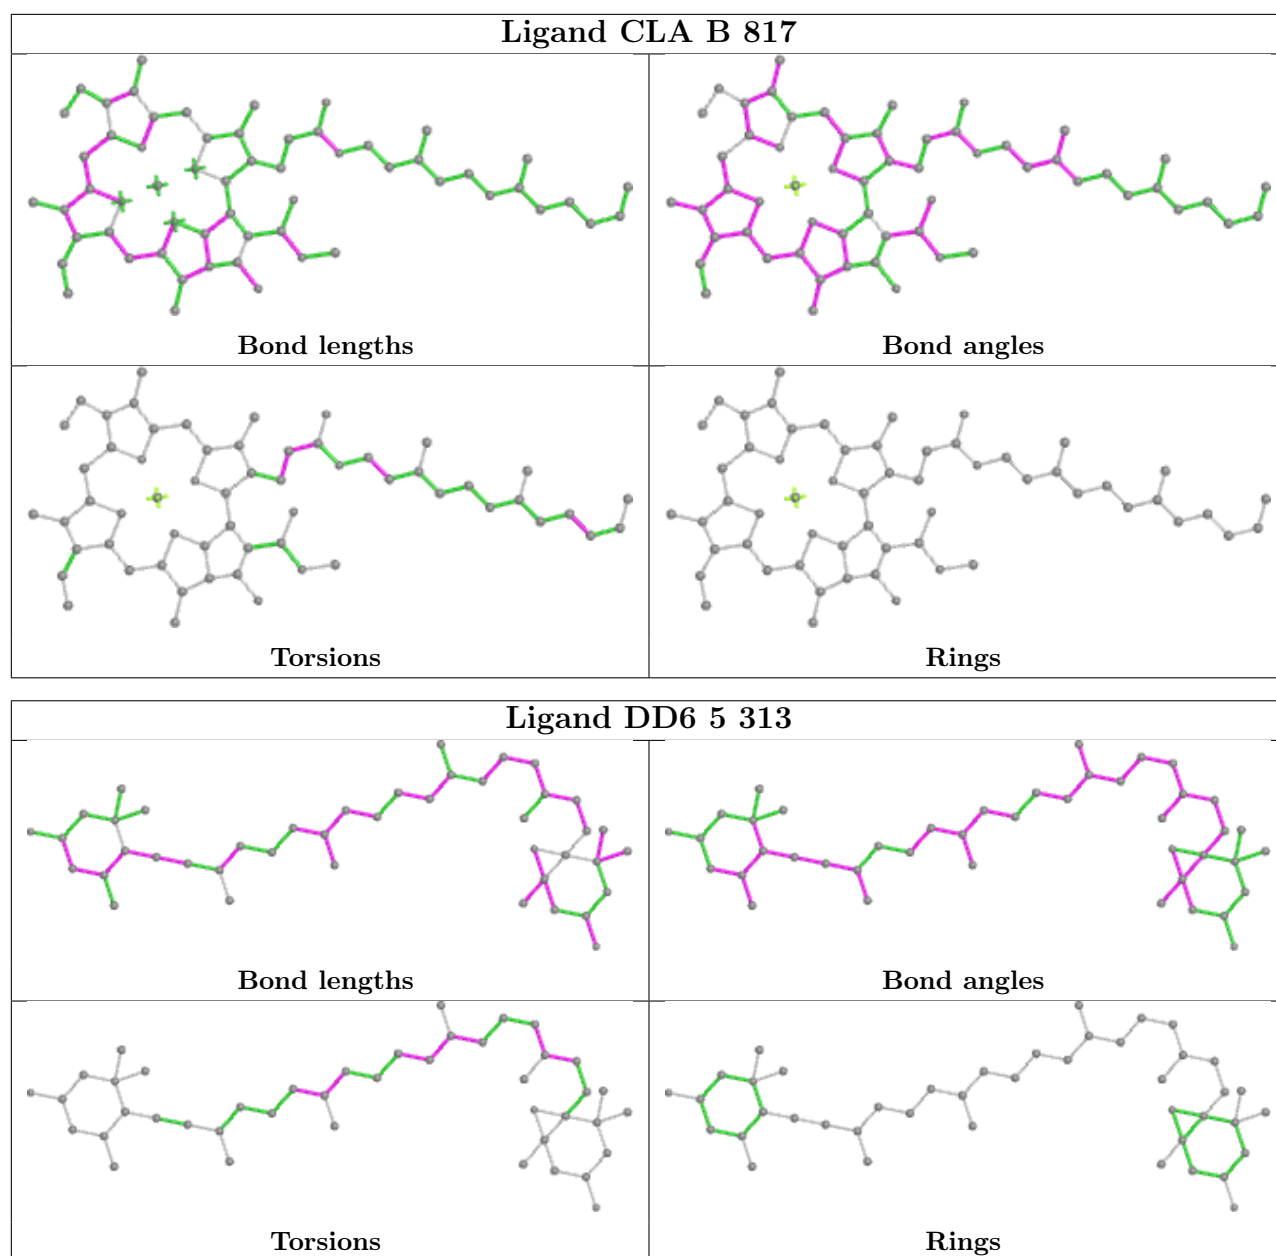 Ligand CLA B 817
Bond lengths
Bond angles
Torsions
Rings
Ligand DD6 5 313
Bond lengths
Bond angles
Torsions
Rings